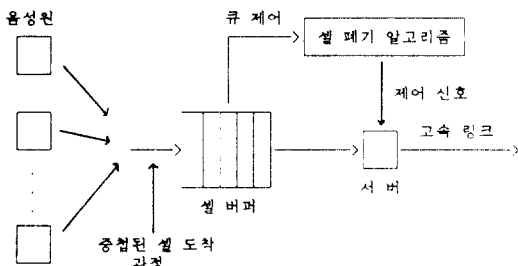 음성원
큐 제어
셀 폐기 알고리즘
제어 신호
고속 링크
서 버
셀 버퍼
중첩된 셀 도착
과정